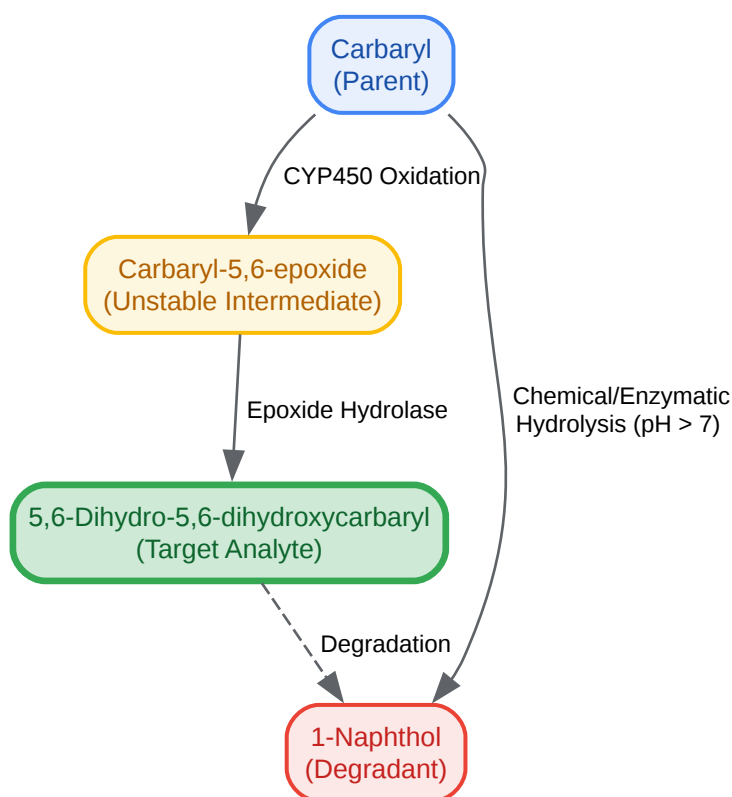 Carbaryl
(Parent)
CYP450 Oxidation
Carbaryl-5,6-epoxide
(Unstable Intermediate)
Chemical/Enzymatic
Hydrolysis (pH > 7)
Epoxide Hydrolase
5,6-Dihydro-5,6-dihydroxycarbaryl
(Target Analyte)
Degradation
1-Naphthol
(Degradant)